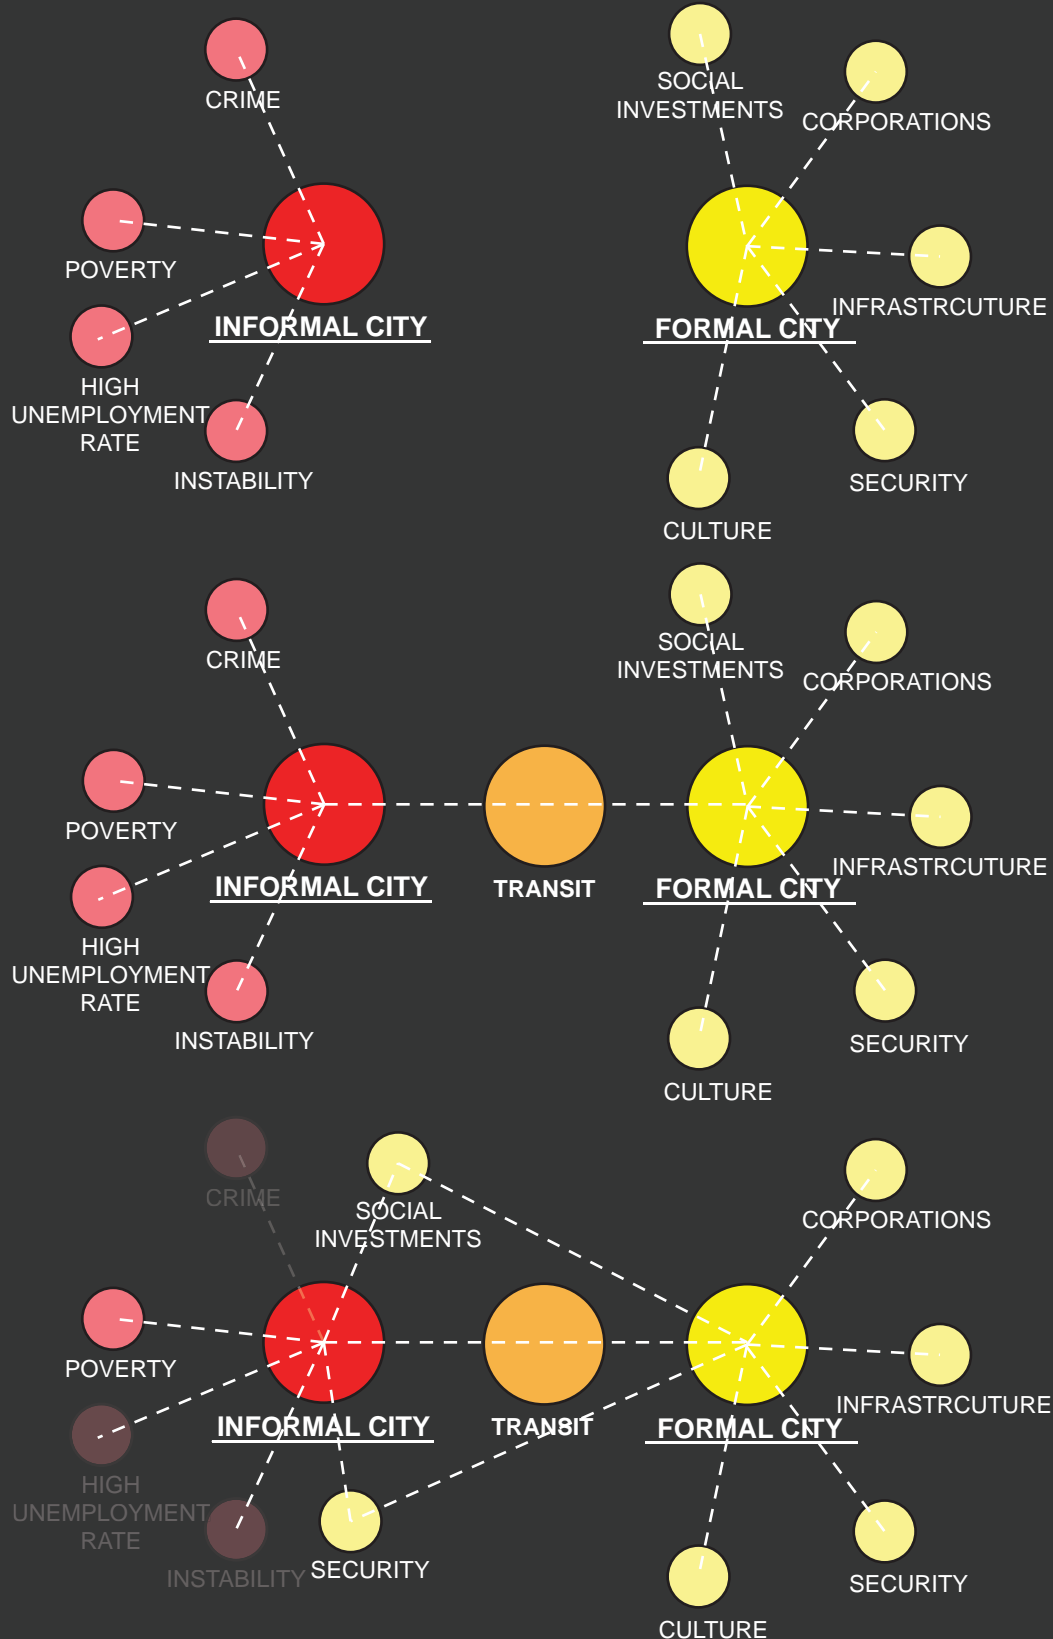 SOCIAL
INVESTMENTS
CRIME
CORPORATIONS
POVERTY
INFRASTRCUTURE
INFORMAL CITY
FORMAL CITY
HIGH
UNEMPLOYMENT
RATE
INSTABILITY
SECURITY
CULTURE
SOCIAL
INVESTMENTS
CRIME
CORPORATIONS
POVERTY
INFRASTRCUTURE
INFORMAL CITY
TRANSIT
FORMAL CITY
HIGH
UNEMPLOYMENT
RATE
INSTABILITY
SECURITY
CULTURE
CRIME
SOCIAL
INVESTMENTS
CORPORATIONS
POVERTY
INFRASTRCUTURE
INFORMAL CITY
TRANSIT
FORMAL CITY
HIGH
UNEMPLOYMENT
RATE
INSTABILITY
SECURITY
SECURITY
CULTURE